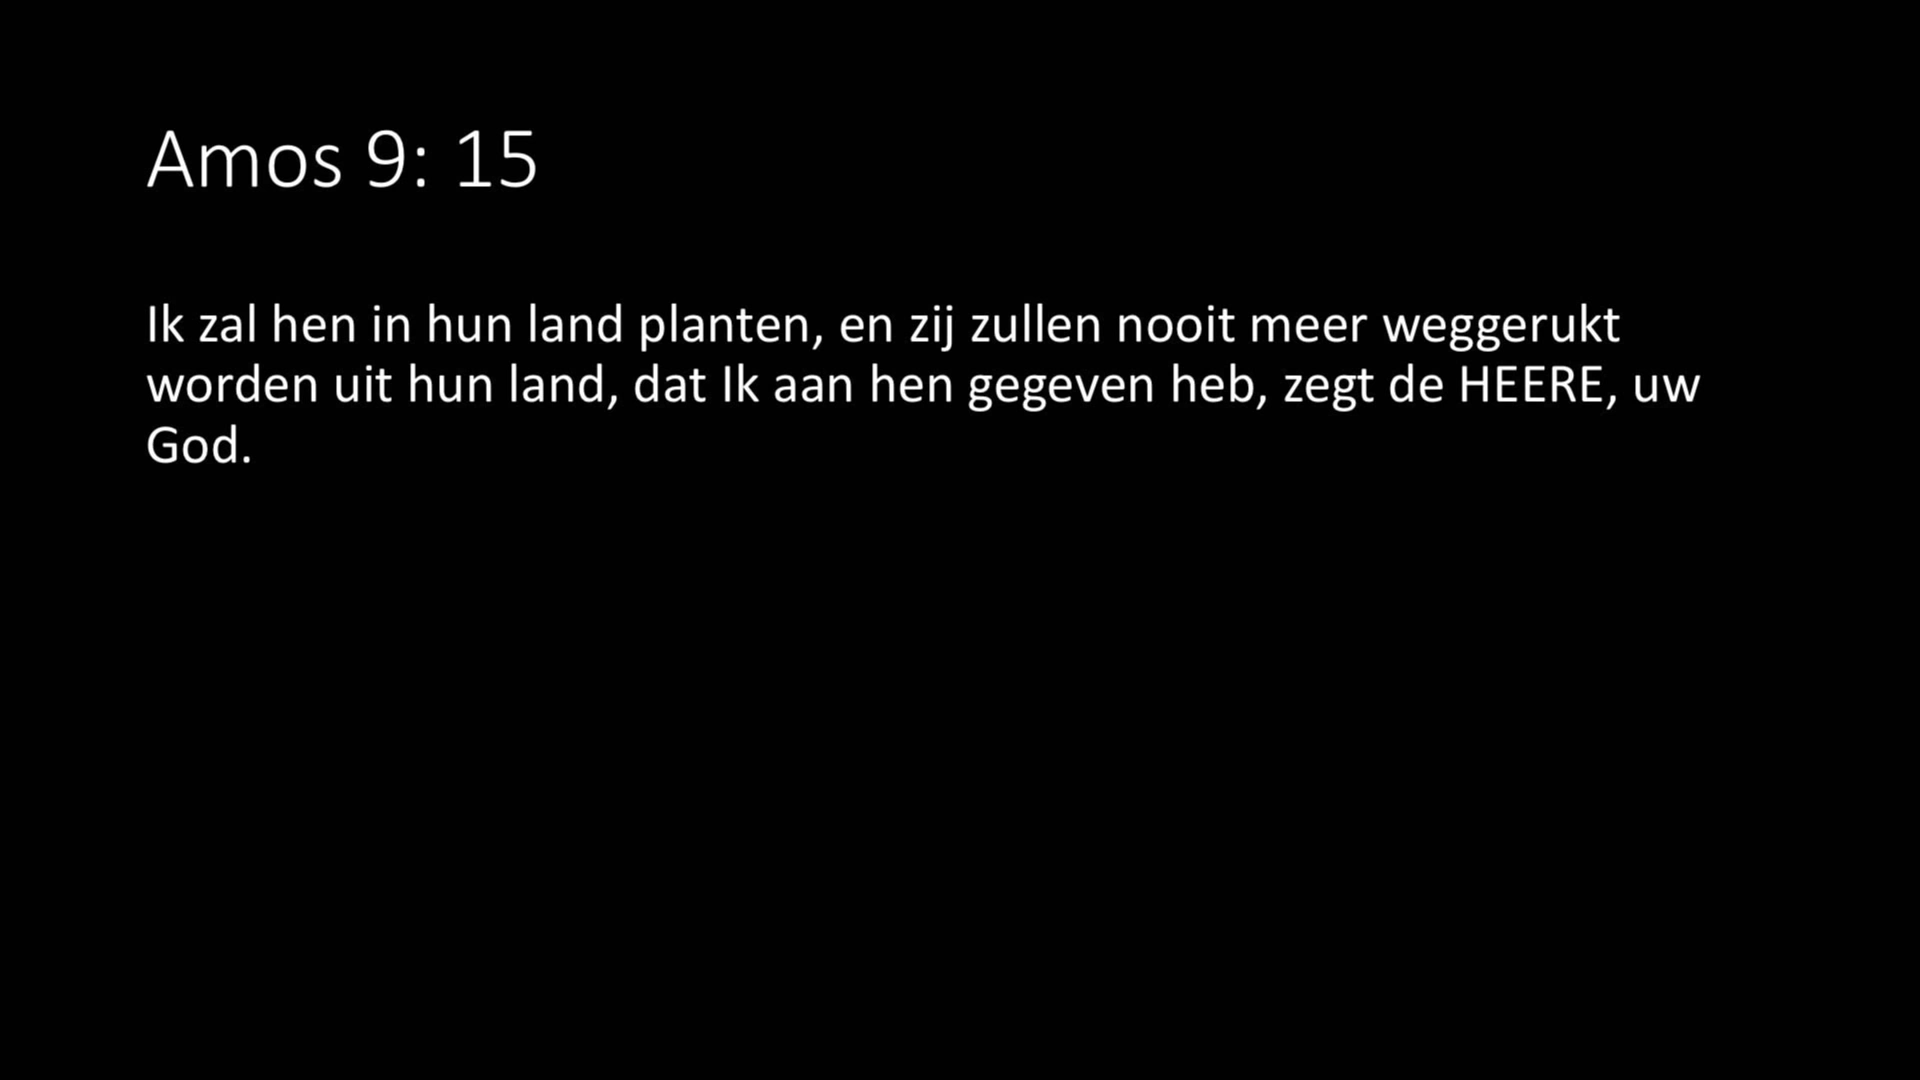 Amos 9: 15
Ik zal hen in hun land planten, en zij zullen nooit meer weggerukt
worden uit hun land, dat Ik aan hen gegeven heb, zegt de HEERE, uw
God.